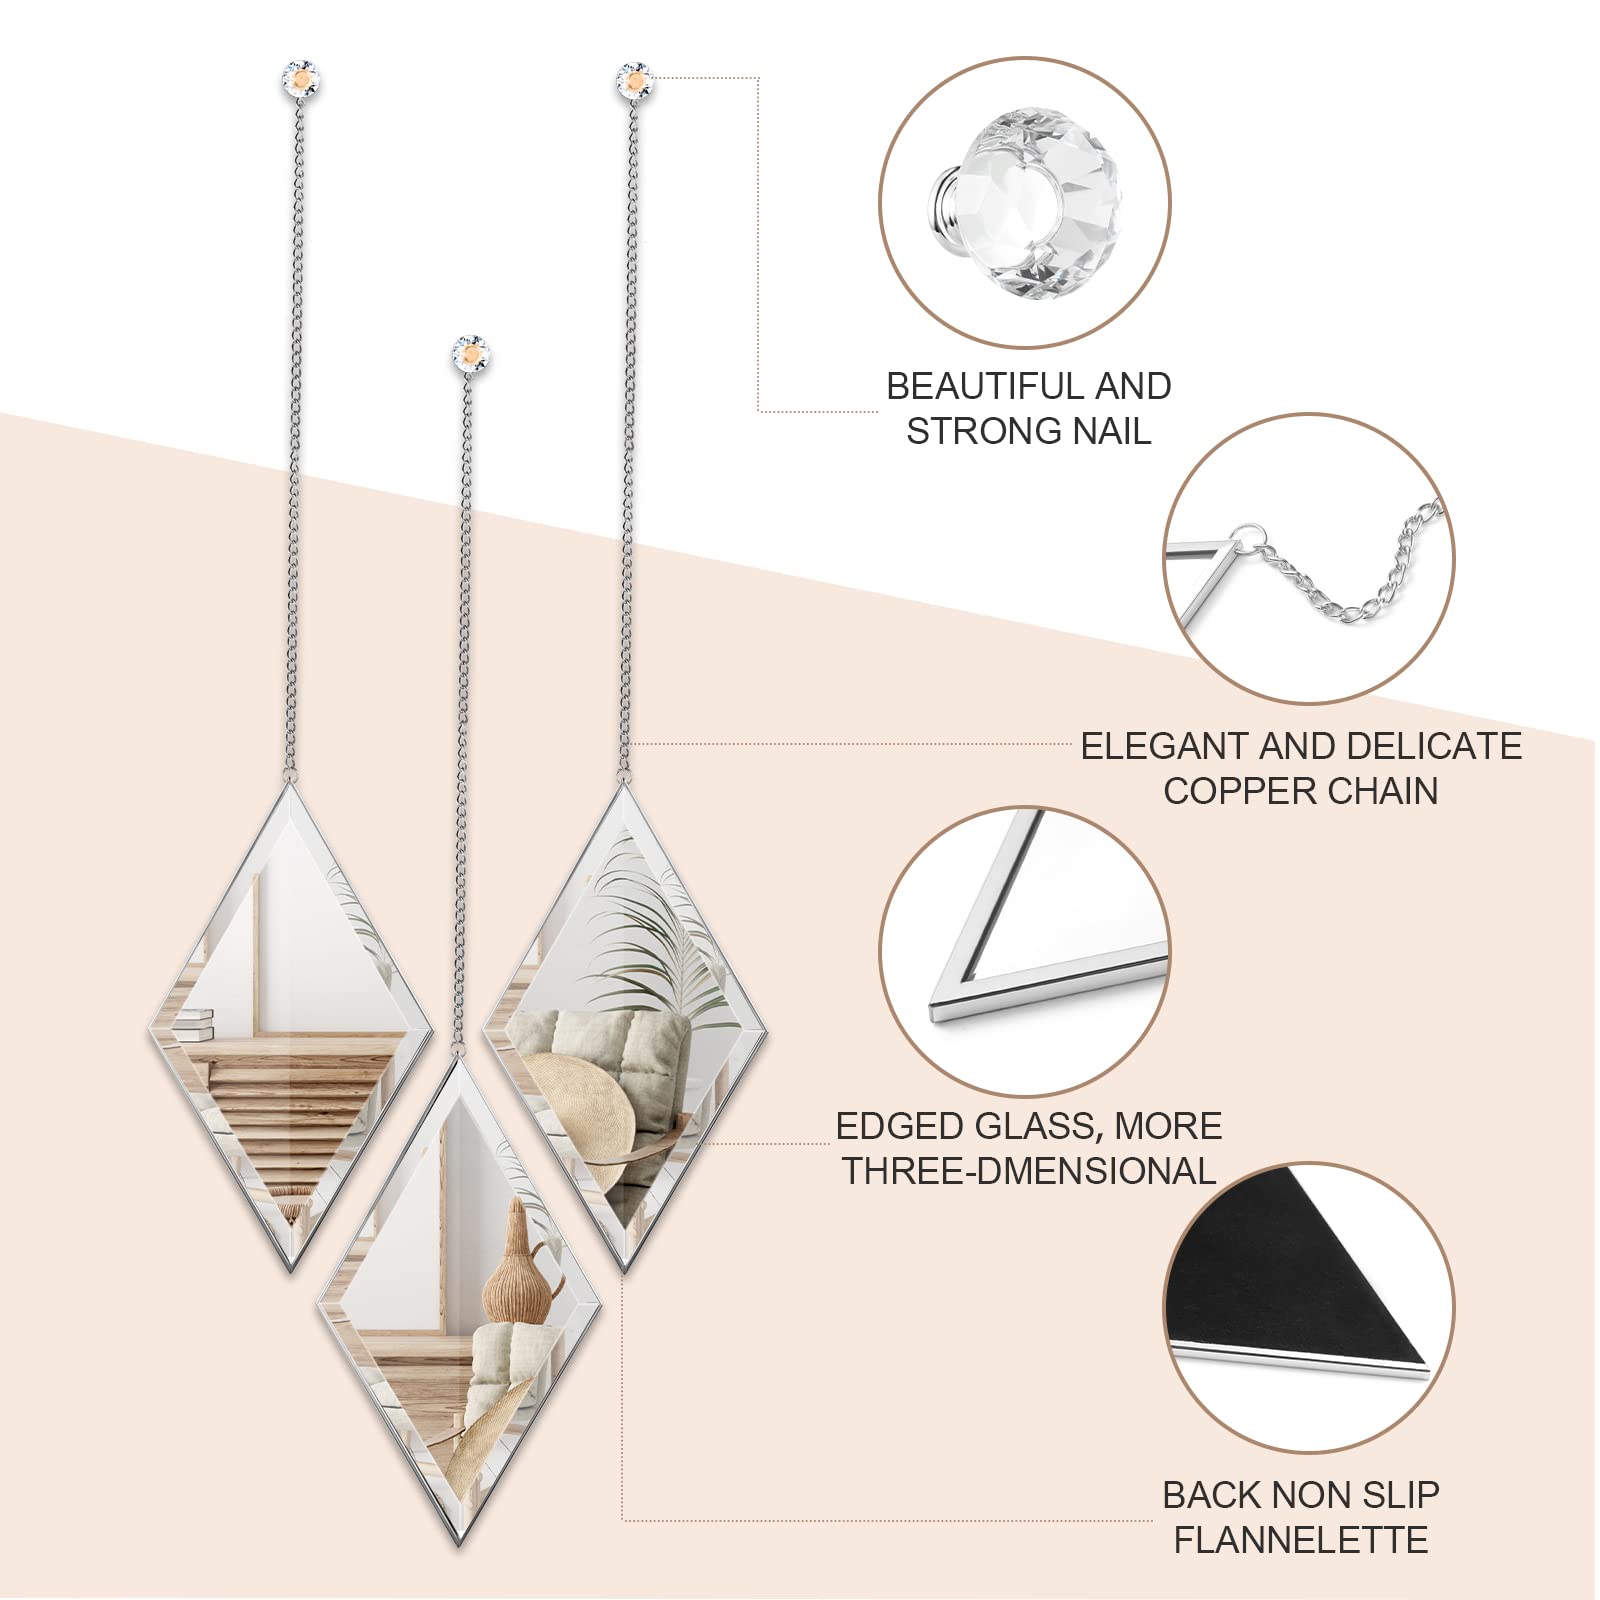 BEAUTIFUL AND
STRONG NAIL
ELEGANT AND DELICATE
COPPER CHAIN
EDGED GLASS, MORE
THREE-DMENSIONAL
BACK NON SLIP
FLANNELETTE